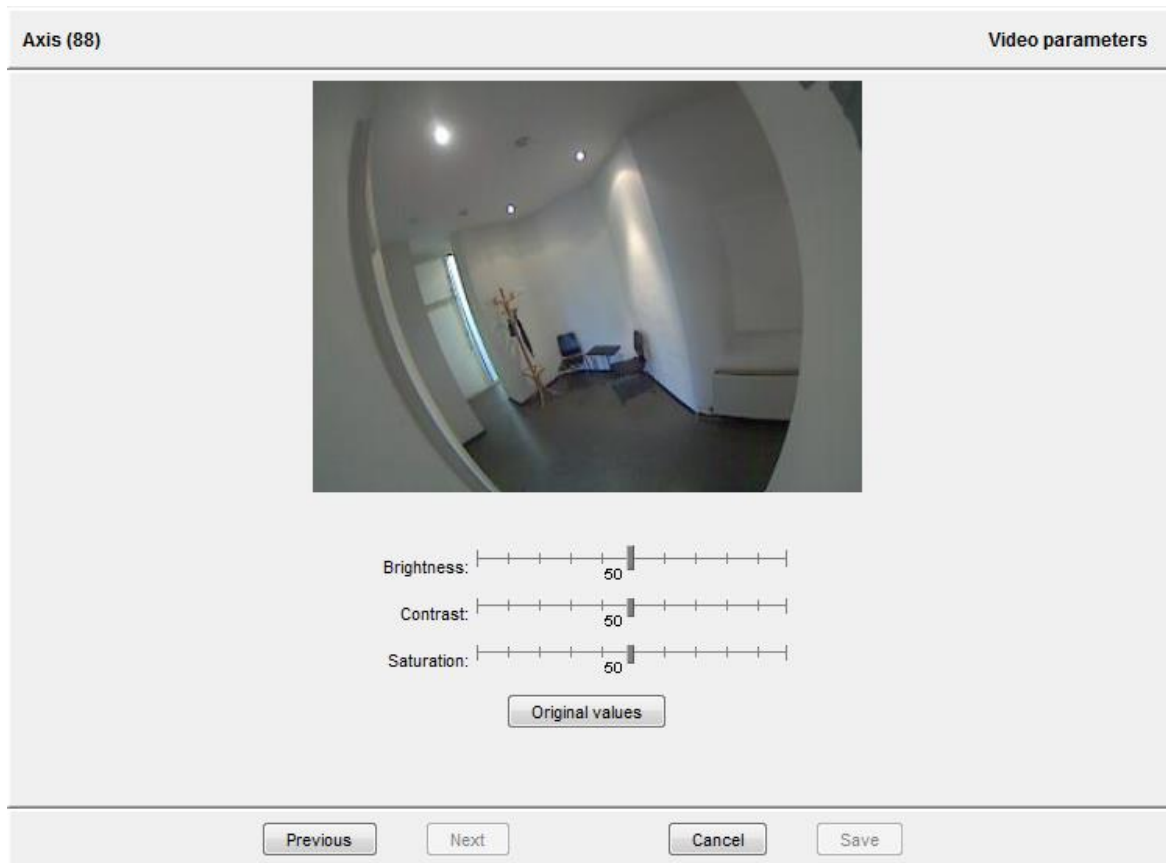 Axis (88) Video parameters
Brightness: 50
Contrast: 50
Saturation: 50
Original values
Previous Next Cancel Save